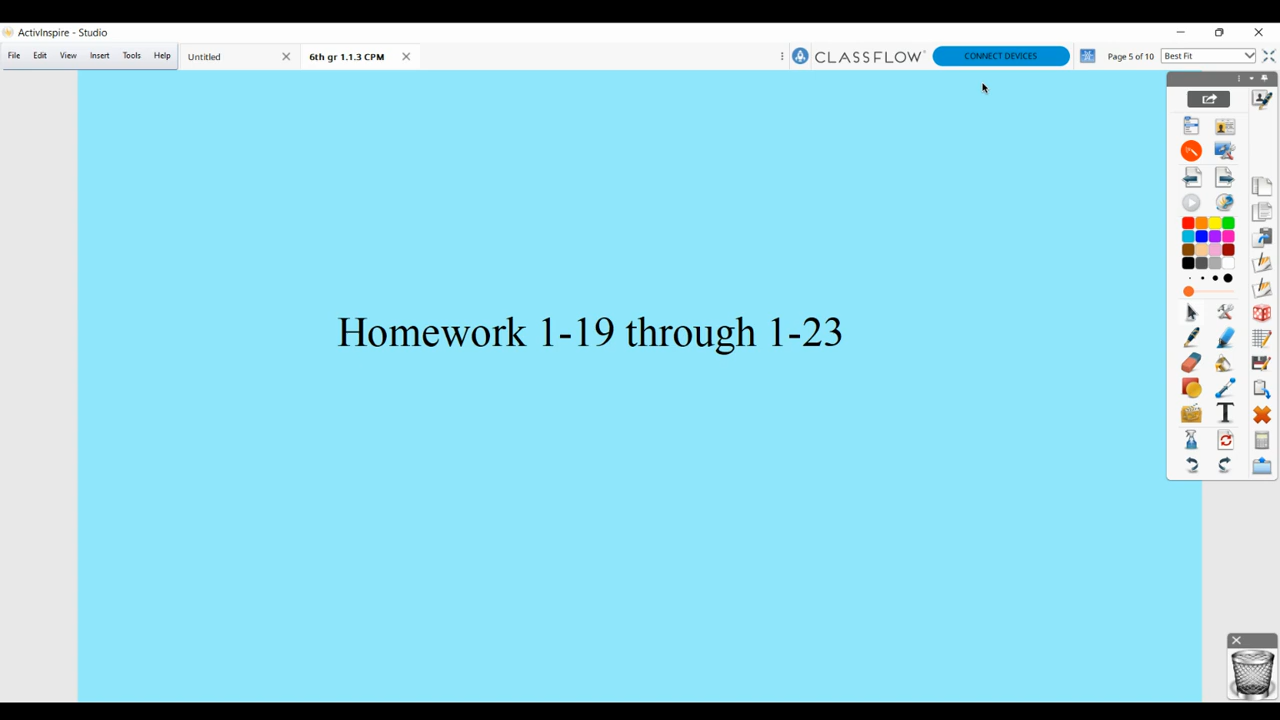 ActivInspire - Studio
File Edit View Insert Tools Help
Untitled
6th gr 1.1.3 CPM
CLASSFLOW
CONNECT DEVICES
Page 5 of 10
Best Fit
Homework 1-19 through 1-23